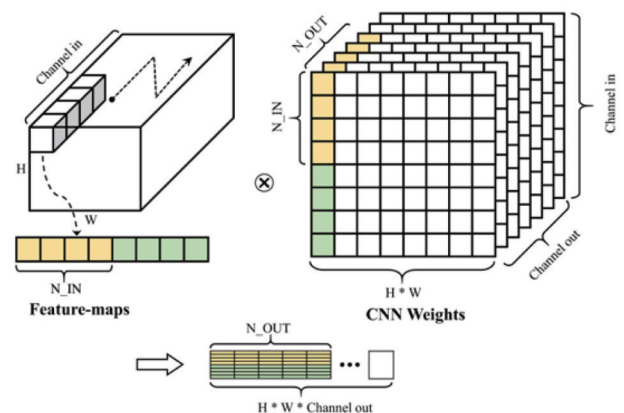 Channel in
H
W
N_IN
Feature-maps
N_OUT
N_IN
Channel in
Channel out
H * W
CNN Weights
N_OUT
H * W * Channel out